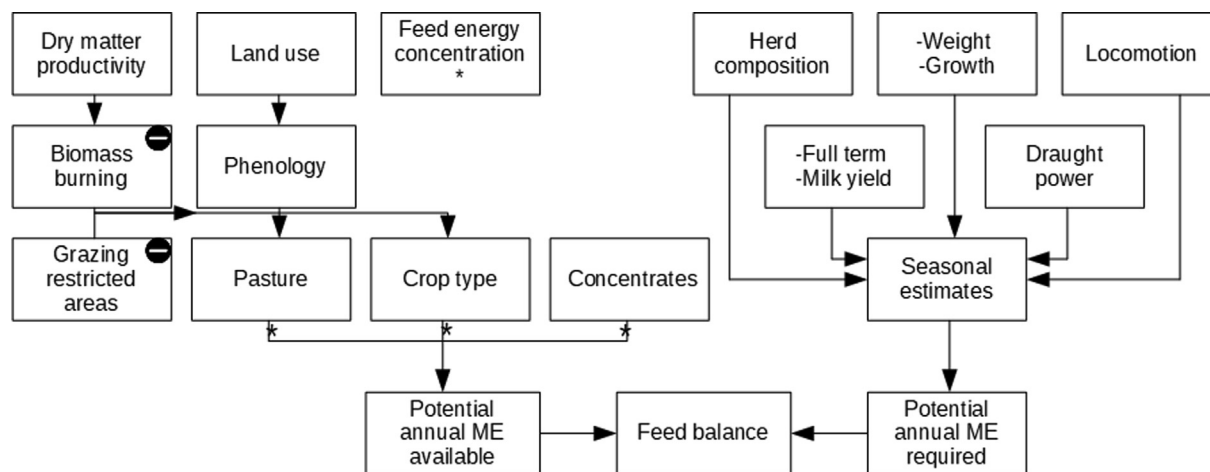 Dry matter
productivity
Land use
Feed energy
concentration
*
Herd
composition
-Weight
-Growth
Locomotion
Biomass
burning
Phenology
-Full term
-Milk yield
Draught
power
Grazing
restricted
areas
Pasture
Crop type
Concentrates
Seasonal
estimates
*
*
*
Potential
annual ME
available
Feed balance
Potential
annual ME
required